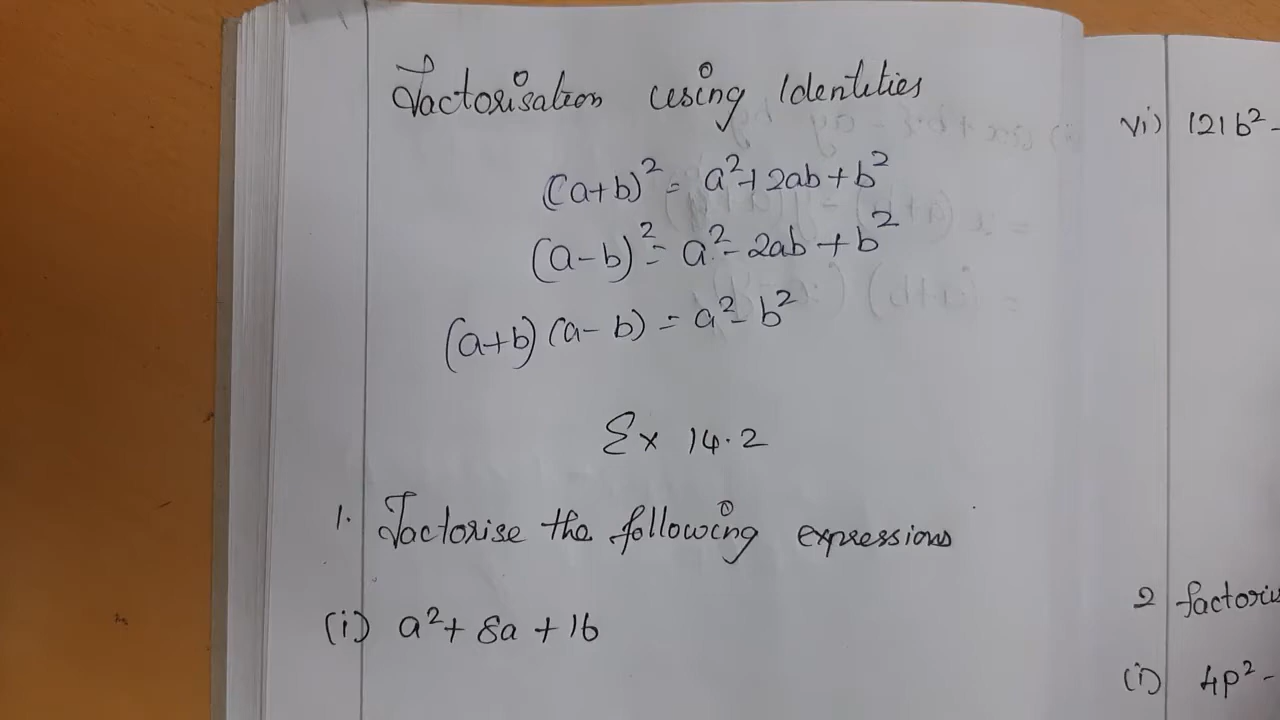 Factorisation using Identities
(a+b)² = a²+2ab+b²
(a-b)² = a²-2ab+b²
(a+b)(a-b) = a²-b²
Ex 14.2
1. Factorise the following expressions
(i) a²+8a+16
vi) 121b²-
2 factoris
(i) 4p²-